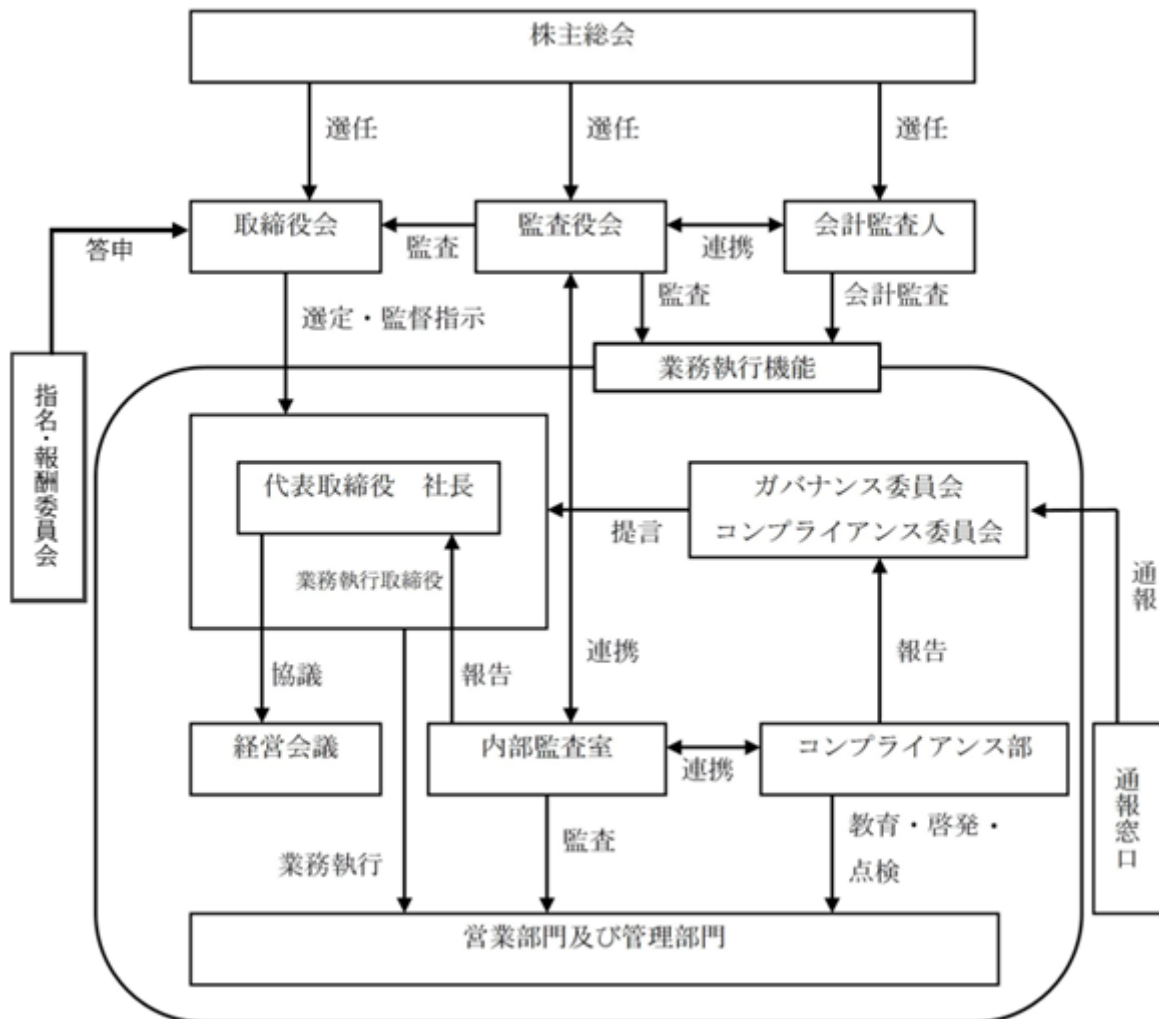 株主総会
選任
選任
選任
取締役会
監査役会
会計監査人
答申
監査
連携
選定・監督指示
監査
会計監査
業務執行機能
指名・報酬委員会
代表取締役　社長
ガバナンス委員会
コンプライアンス委員会
提言
業務執行取締役
通報
協議
報告
連携
報告
経営会議
内部監査室
連携
コンプライアンス部
通報窓口
業務執行
監査
教育・啓発・
点検
営業部門及び管理部門